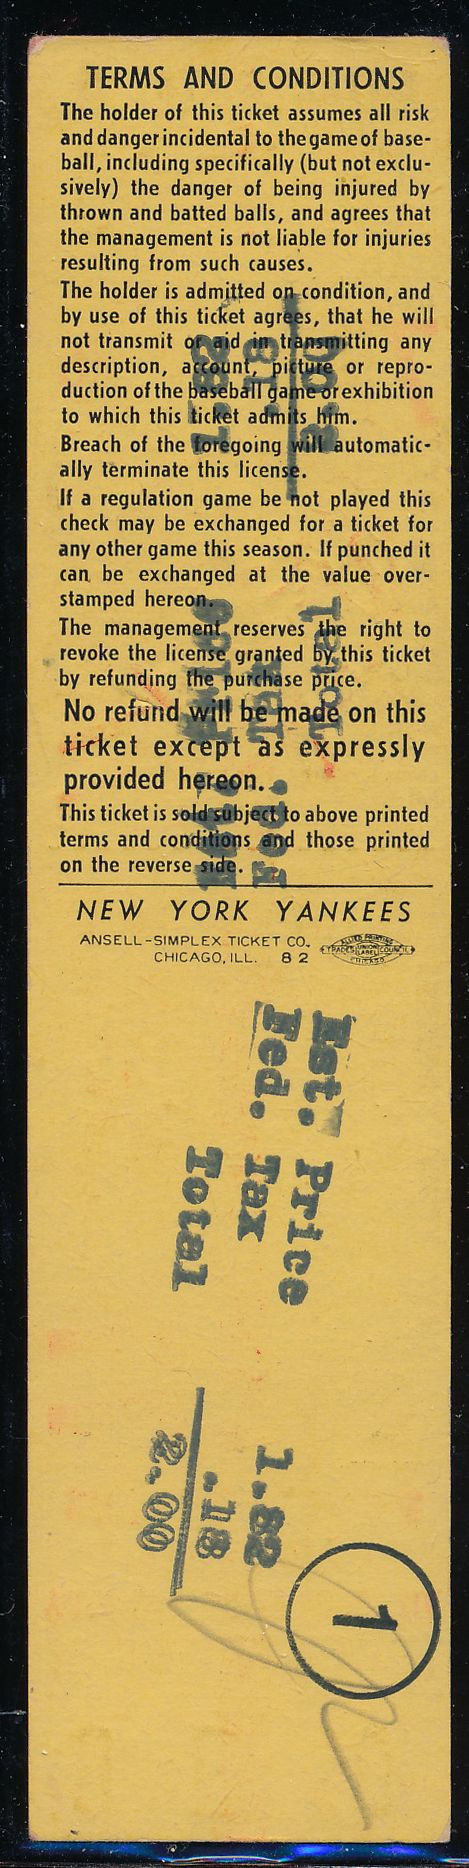 TERMS AND CONDITIONS
The holder of this ticket assumes all risk
and danger incidental to the game of base-
ball, including specifically (but not exclu-
sively) the danger of being injured by
thrown and batted balls, and agrees that
the management is not liable for injuries
resulting from such causes.
The holder is admitted on condition, and
by use of this ticket agrees, that he will
not transmit or aid in transmitting any
description, account, picture or repro-
duction of the baseball game or exhibition
to which this ticket admits him.
Breach of the foregoing will automatic-
ally terminate this license.
If a regulation game be not played this
check may be exchanged for a ticket for
any other game this season. If punched it
can be exchanged at the value over-
stamped hereon.
The management reserves the right to
revoke the license granted by this ticket
by refunding the purchase price.
No refund will be made on this
ticket except as expressly
provided hereon.
This ticket is sold subject to above printed
terms and conditions and those printed
on the reverse side.
NEW YORK YANKEES
ANSELL-SIMPLEX TICKET CO.
CHICAGO, ILL. 82
ALLIED PRINTING
TRADES UNION LABEL COUNCIL
CHICAGO
Est. Price 1.82
Fed. Tax .18
Total 2.00
1